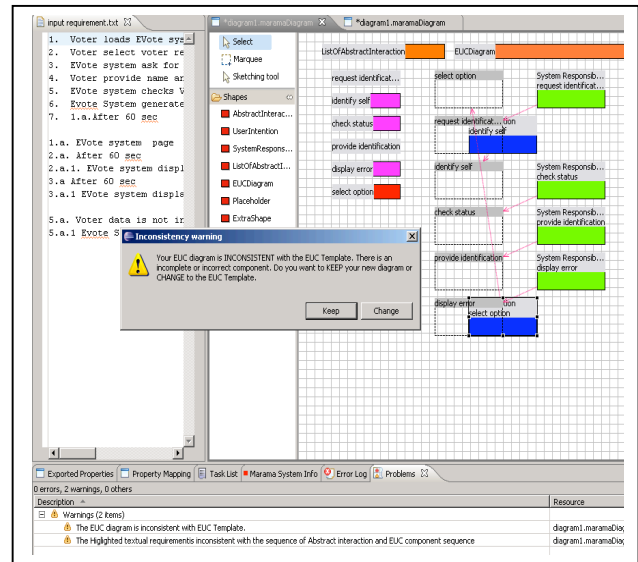 input requirement.txt
*diagram1.maramaDiagram
*diagram1.maramaDiagram
1. Voter loads EVote sys
2. Voter select voter re
3. EVote system ask for
4. Voter provide name ar
5. EVote system checks V
6. Evote System generate
7. 1.a.After 60 sec
1.a. EVote system page
2.a. After 60 sec
2.a.1. EVote system displ
3.a After 60 sec
3.a.1 EVote system displa
5.a. Voter data is not in
5.a.1 Evote S
Select
Marquee
Sketching tool
Shapes
AbstractInterac...
UserIntention
SystemRespons...
ListOfAbstractI...
EUCDiagram
Placeholder
ExtraShape
ListOfAbstractInteraction
EUCDiagram
request identificat...
identify self
check status
provide identification
display error
select option
select option
System Responsib...
request identificat...
request identificat... tion
identify self
identify self
System Responsib...
check status
check status
System Responsib...
provide identification
provide identification
System Responsib...
display error
display error tion
select option
Inconsistency warning
Your EUC diagram is INCONSISTENT with the EUC Template. There is an
incomplete or incorrect component. Do you want to KEEP your new diagram or
CHANGE to the EUC Template.
Keep
Change
Exported Properties
Property Mapping
Task List
Marama System Info
Error Log
Problems
0 errors, 2 warnings, 0 others
Description
Resource
Warnings (2 items)
The EUC diagram is inconsistent with EUC Template.
diagram1.maramaDiag
The Higlighted textual requirementis inconsistent with the sequence of Abstract interaction and EUC component sequence
diagram1.maramaDiag